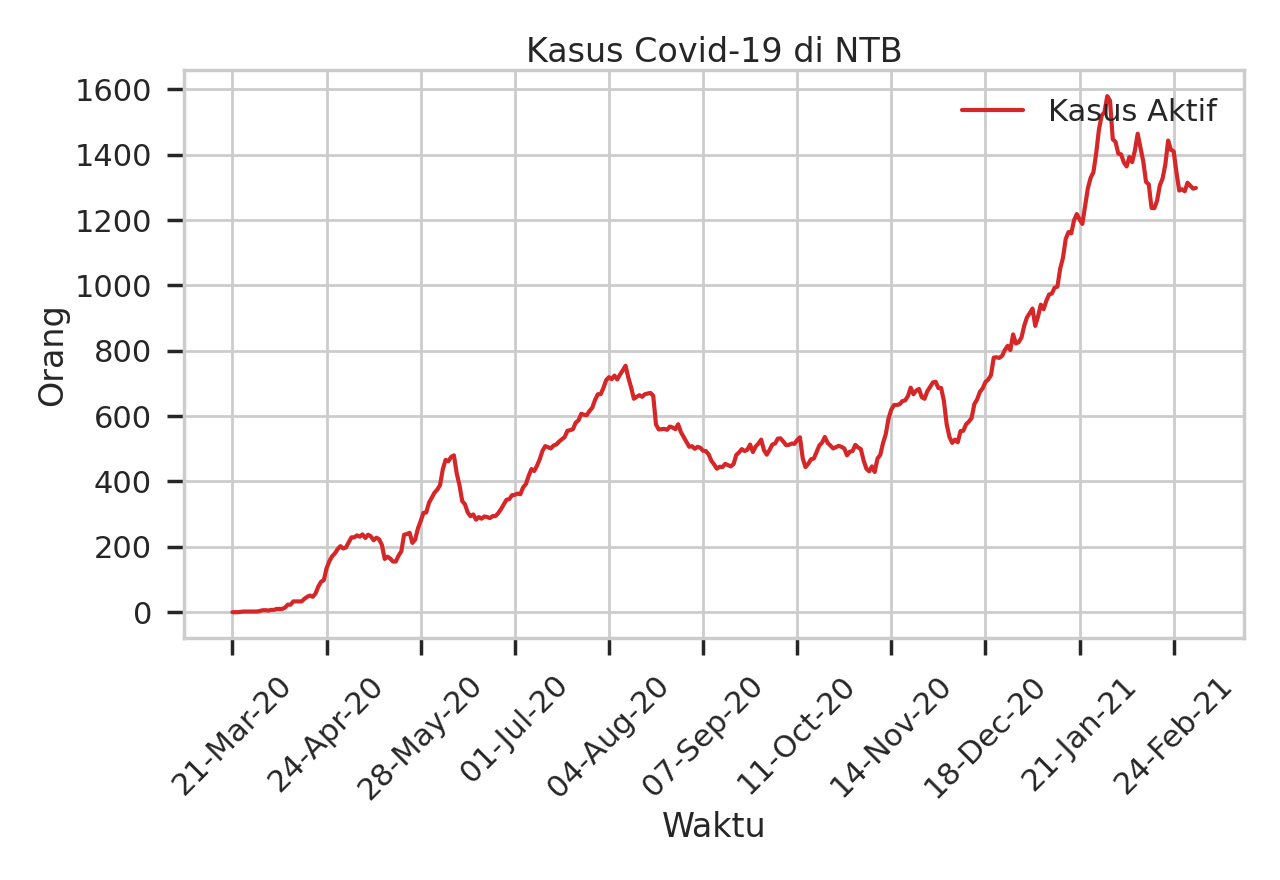 Kasus Covid-19 di NTB
Kasus Aktif
1600
1400
1200
1000
800
600
400
200
0
Orang
21-Mar-20
24-Apr-20
28-May-20
01-Jul-20
04-Aug-20
07-Sep-20
11-Oct-20
14-Nov-20
18-Dec-20
21-Jan-21
24-Feb-21
Waktu